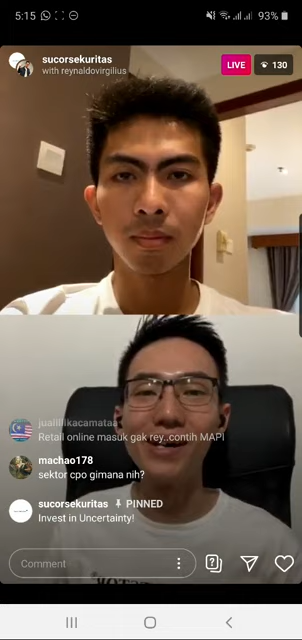 5:15
93%
sucorsekuritas
with reynaldovirgilius
LIVE
130
Retail online masuk gak rey..contih MAPI
machao178
sektor cpo gimana nih?
sucorsekuritas PINNED
Invest in Uncertainty!
Comment